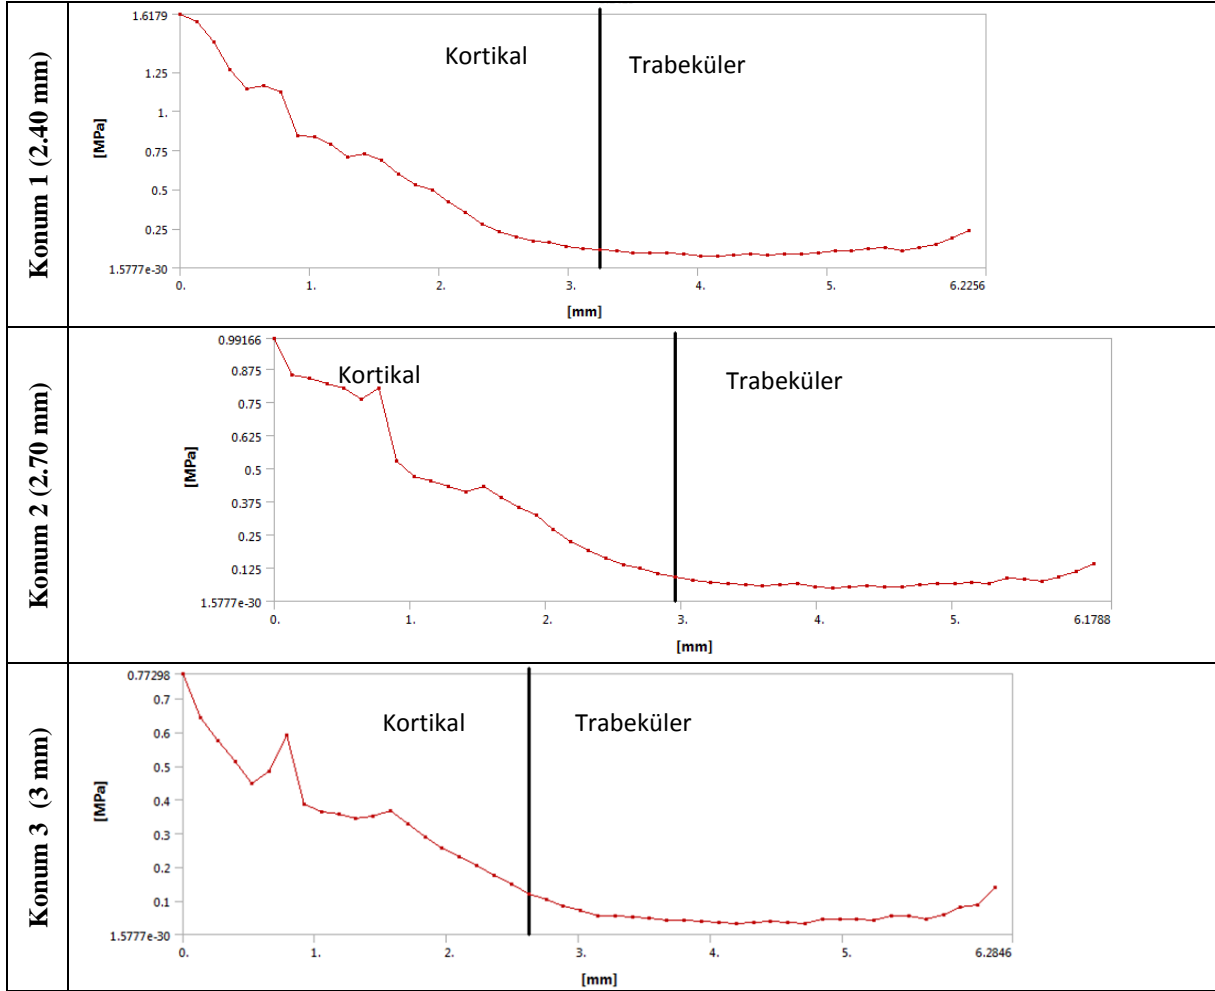 Konum 1 (2.40 mm)
1.6179
1.25
1.
0.75
0.5
0.25
1.5777e-30
[MPa]
Kortikal
Trabeküler
0.
1.
2.
3.
4.
5.
6.2256
[mm]
Konum 2 (2.70 mm)
0.99166
0.875
0.75
0.625
0.5
0.375
0.25
0.125
1.5777e-30
[MPa]
Kortikal
Trabeküler
0.
1.
2.
3.
4.
5.
6.1788
[mm]
Konum 3 (3 mm)
0.77298
0.7
0.6
0.5
0.4
0.3
0.2
0.1
1.5777e-30
[MPa]
Kortikal
Trabeküler
0.
1.
2.
3.
4.
5.
6.2846
[mm]